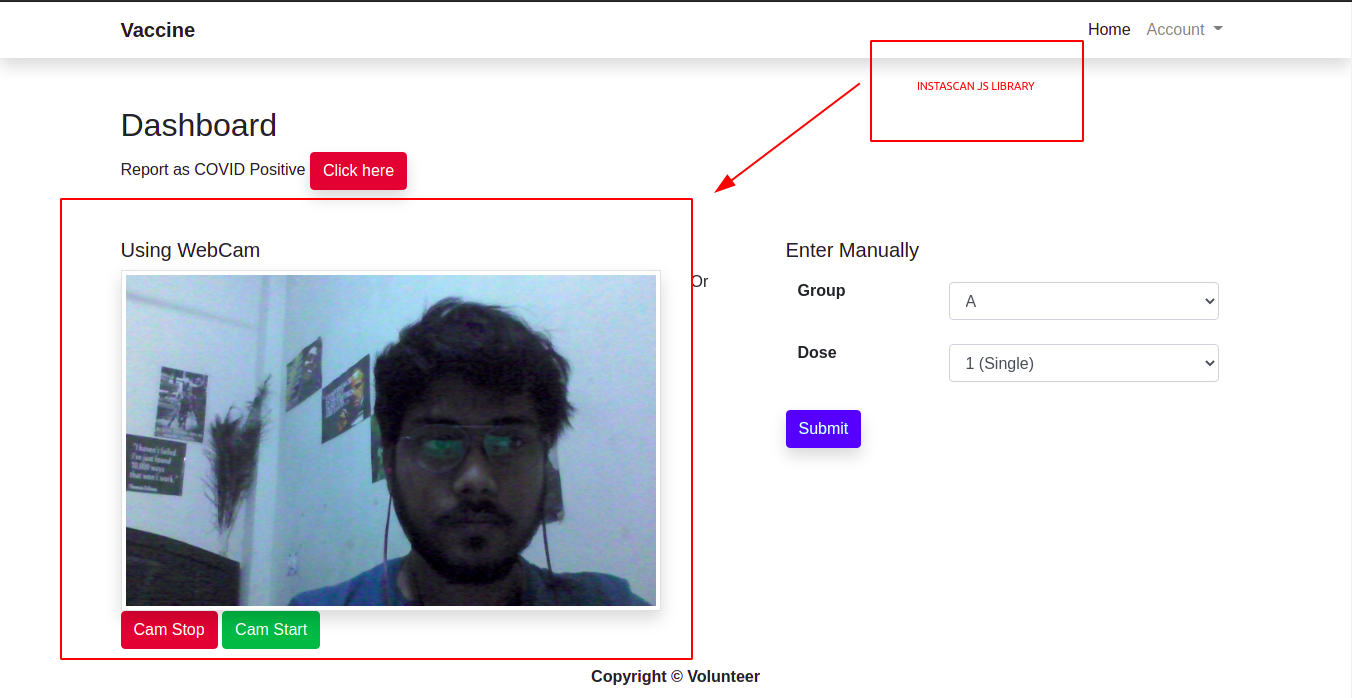 Vaccine
Home Account
INSTASCAN JS LIBRARY
Dashboard
Report as COVID Positive Click here
Using WebCam
Or
Enter Manually
Group A
Dose 1 (Single)
Submit
"I haven't failed
I've just found
10,000 ways
that won't work."
Cam Stop Cam Start
Copyright © Volunteer